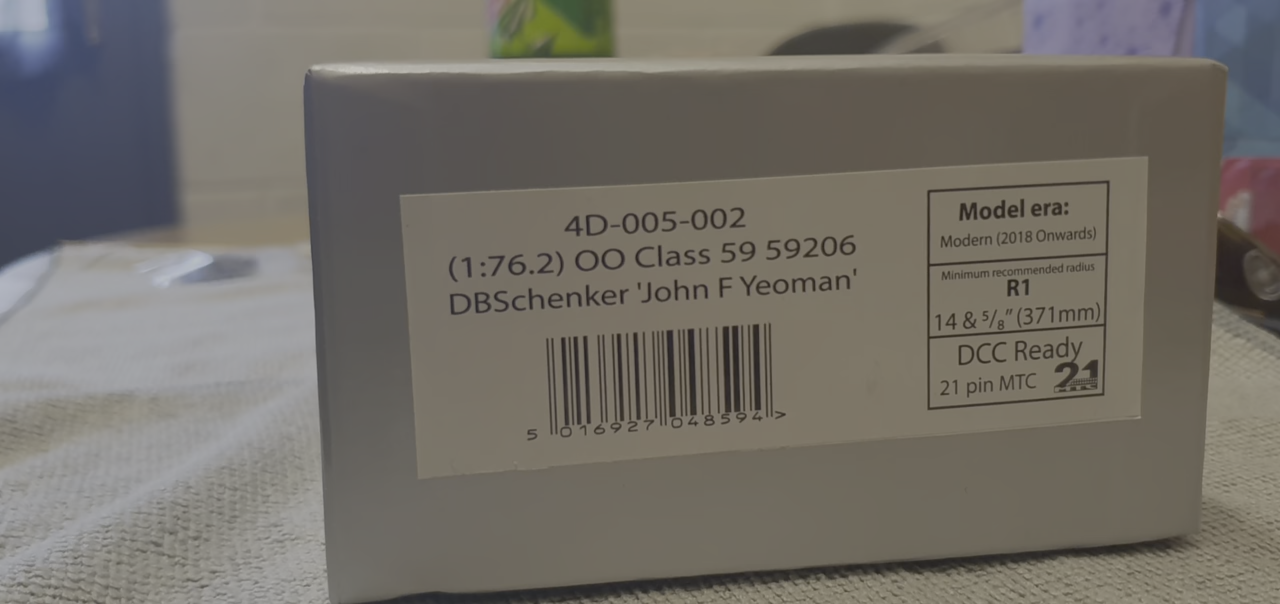 4D-005-002
(1:76.2) OO Class 59 59206
DBSchenker 'John F Yeoman'
5 016927 048594 >
Model era:
Modern (2018 Onwards)
Minimum recommended radius
R1
14 & 5/8" (371mm)
DCC Ready
21 pin MTC 21